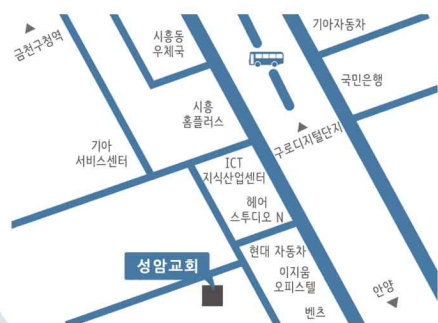 기아자동차
금천구청역
시흥동
우체국
국민은행
시흥
홈플러스
구로디지털단지
기아
서비스센터
ICT
지식산업센터
헤어
스투디오 N
현대 자동차
성암교회
이지움
오피스텔
안양
벤츠